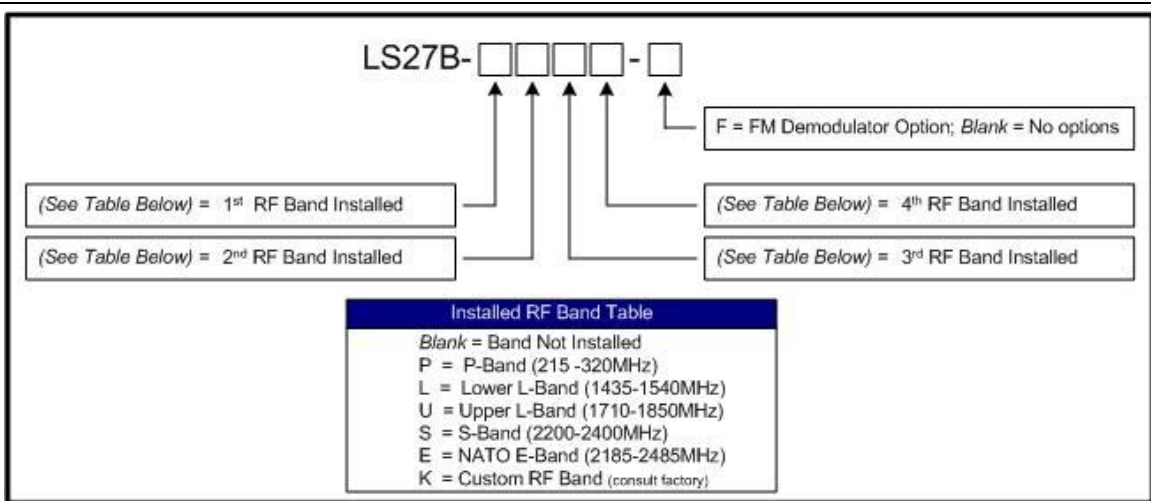 LS27B- -
F = FM Demodulator Option; Blank = No options
(See Table Below) = 1st RF Band Installed
(See Table Below) = 4th RF Band Installed
(See Table Below) = 2nd RF Band Installed
(See Table Below) = 3rd RF Band Installed
Installed RF Band Table
Blank = Band Not Installed
P = P-Band (215 -320MHz)
L = Lower L-Band (1435-1540MHz)
U = Upper L-Band (1710-1850MHz)
S = S-Band (2200-2400MHz)
E = NATO E-Band (2185-2485MHz)
K = Custom RF Band (consult factory)